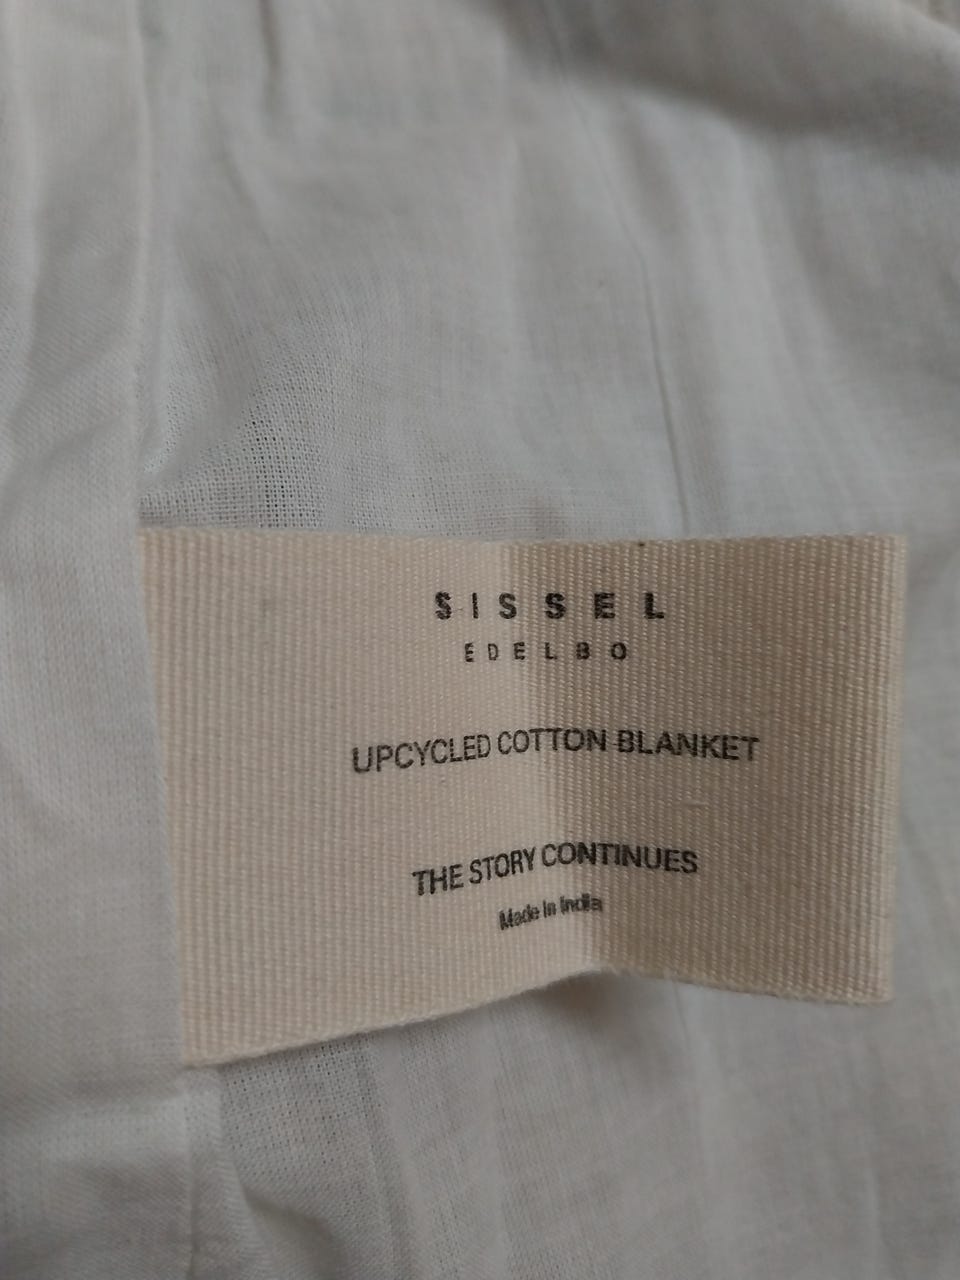 SISSEL
EDELBO
UPCYCLED COTTON BLANKET
THE STORY CONTINUES
Made in India